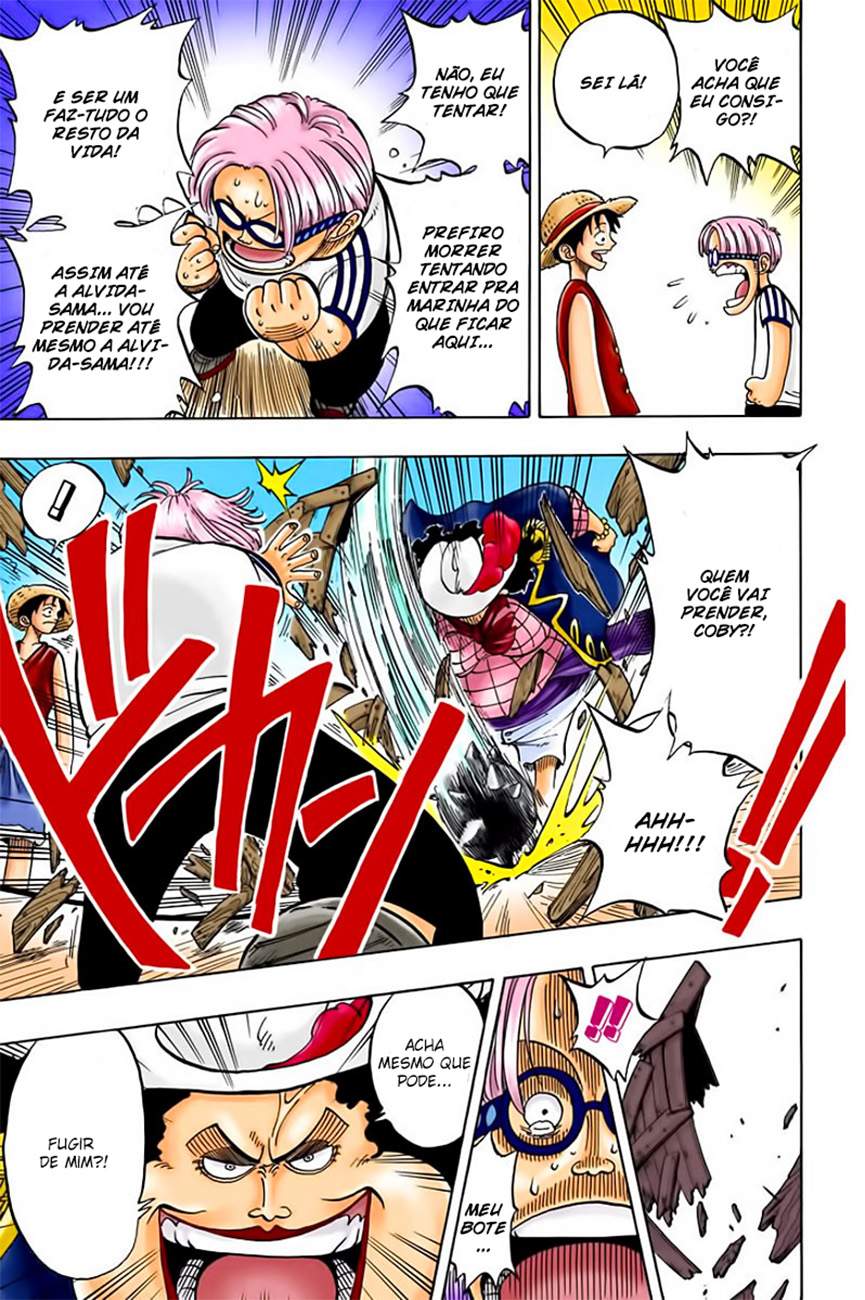 VOCÊ
ACHA QUE
EU CONSI-
GO?!
SEI LÁ!
NÃO, EU
TENHO QUE
TENTAR!
PREFIRO
MORRER
TENTANDO
ENTRAR PRA
MARINHA DO
QUE FICAR
AQUI...
E SER UM
FAZ-TUDO O
RESTO DA
VIDA!
ASSIM ATÉ
A ALVIDA-
SAMA... VOU
PRENDER ATÉ
MESMO A ALVI-
DA-SAMA!!!
QUEM
VOCÊ VAI
PRENDER,
COBY?!
AHH-
HHH!!!
!
ドカーン!!
!!
MEU
BOTE
...
ACHA
MESMO QUE
PODE...
FUGIR
DE MIM?!